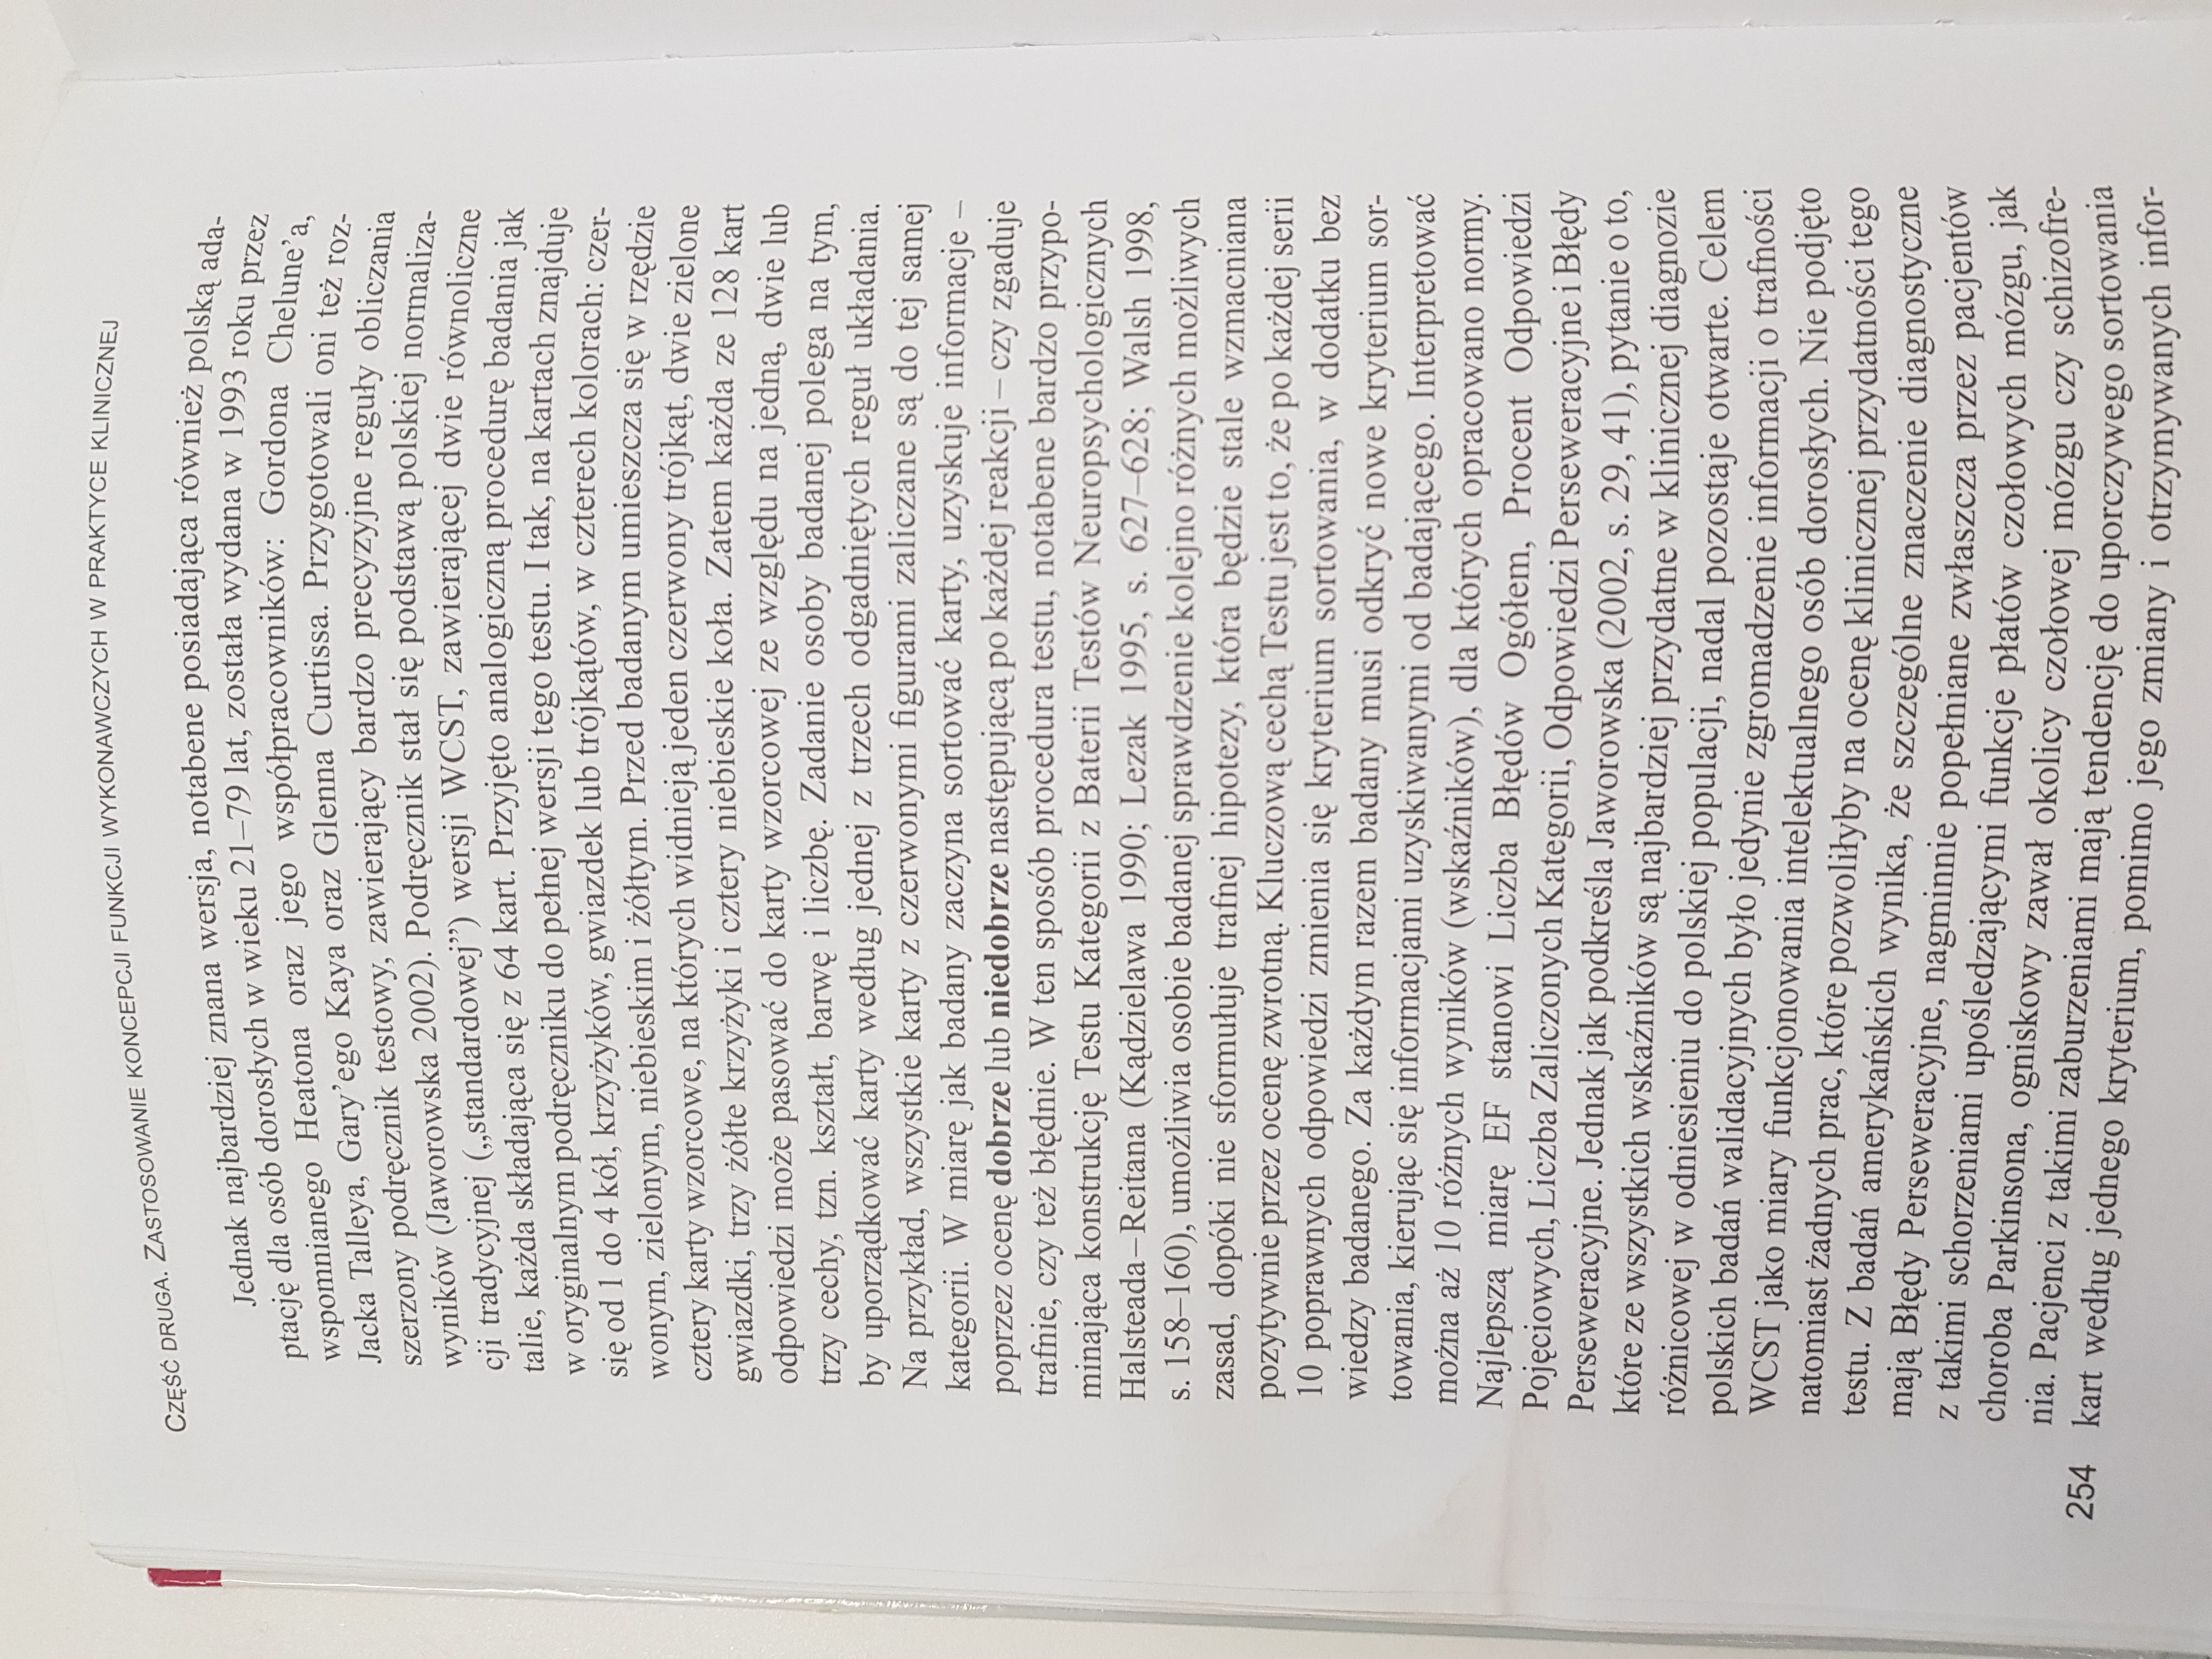 CZĘŚĆ DRUGA. ZASTOSOWANIE KONCEPCJI FUNKCJI WYKONAWCZYCH W PRAKTYCE KLINICZNEJ
Jednak najbardziej znana wersja, notabene posiadająca również polską ada-
ptację dla osób dorosłych w wieku 21–79 lat, została wydana w 1993 roku przez
wspomnianego Heatona oraz jego współpracowników: Gordona Chelune’a,
Jacka Talleya, Gary’ego Kaya oraz Glenna Curtissa. Przygotowali oni też roz-
szerzony podręcznik testowy, zawierający bardzo precyzyjne reguły obliczania
wyników (Jaworowska 2002). Podręcznik stał się podstawą polskiej normaliza-
cji tradycyjnej („standardowej”) wersji WCST, zawierającej dwie równoliczne
talie, każda składająca się z 64 kart. Przyjęto analogiczną procedurę badania jak
w oryginalnym podręczniku do pełnej wersji tego testu. I tak, na kartach znajduje
się od 1 do 4 kół, krzyżyków, gwiazdek lub trójkątów, w czterech kolorach: czer-
wonym, zielonym, niebieskim i żółtym. Przed badanym umieszcza się w rzędzie
cztery karty wzorcowe, na których widnieją jeden czerwony trójkąt, dwie zielone
gwiazdki, trzy żółte krzyżyki i cztery niebieskie koła. Zatem każda ze 128 kart
odpowiedzi może pasować do karty wzorcowej ze względu na jedną, dwie lub
trzy cechy, tzn. kształt, barwę i liczbę. Zadanie osoby badanej polega na tym,
by uporządkować karty według jednej z trzech odgadniętych reguł układania.
Na przykład, wszystkie karty z czerwonymi figurami zaliczane są do tej samej
kategorii. W miarę jak badany zaczyna sortować karty, uzyskuje informacje –
poprzez ocenę dobrze lub niedobrze następującą po każdej reakcji – czy zgaduje
trafnie, czy też błędnie. W ten sposób procedura testu, notabene bardzo przypo-
minająca konstrukcję Testu Kategorii z Baterii Testów Neuropsychologicznych
Halsteada–Reitana (Kądzielawa 1990; Lezak 1995, s. 627–628; Walsh 1998,
s. 158–160), umożliwia osobie badanej sprawdzenie kolejno różnych możliwych
zasad, dopóki nie sformułuje trafnej hipotezy, która będzie stale wzmacniana
pozytywnie przez ocenę zwrotną. Kluczową cechą Testu jest to, że po każdej serii
10 poprawnych odpowiedzi zmienia się kryterium sortowania, w dodatku bez
wiedzy badanego. Za każdym razem badany musi odkryć nowe kryterium sor-
towania, kierując się informacjami uzyskiwanymi od badającego. Interpretować
można aż 10 różnych wyników (wskaźników), dla których opracowano normy.
Najlepszą miarę EF stanowi Liczba Błędów Ogółem, Procent Odpowiedzi
Pojęciowych, Liczba Zaliczonych Kategorii, Odpowiedzi Perseweracyjne i Błędy
Perseweracyjne. Jednak jak podkreśla Jaworowska (2002, s. 29, 41), pytanie o to,
które ze wszystkich wskaźników są najbardziej przydatne w klinicznej diagnozie
różnicowej w odniesieniu do polskiej populacji, nadal pozostaje otwarte. Celem
polskich badań walidacyjnych było jedynie zgromadzenie informacji o trafności
WCST jako miary funkcjonowania intelektualnego osób dorosłych. Nie podjęto
natomiast żadnych prac, które pozwoliłyby na ocenę klinicznej przydatności tego
testu. Z badań amerykańskich wynika, że szczególne znaczenie diagnostyczne
mają Błędy Perseweracyjne, nagminnie popełniane zwłaszcza przez pacjentów
z takimi schorzeniami upośledzającymi funkcje płatów czołowych mózgu, jak
choroba Parkinsona, ogniskowy zawał okolicy czołowej mózgu czy schizofre-
nia. Pacjenci z takimi zaburzeniami mają tendencję do uporczywego sortowania
kart według jednego kryterium, pomimo jego zmiany i otrzymywanych infor-
254